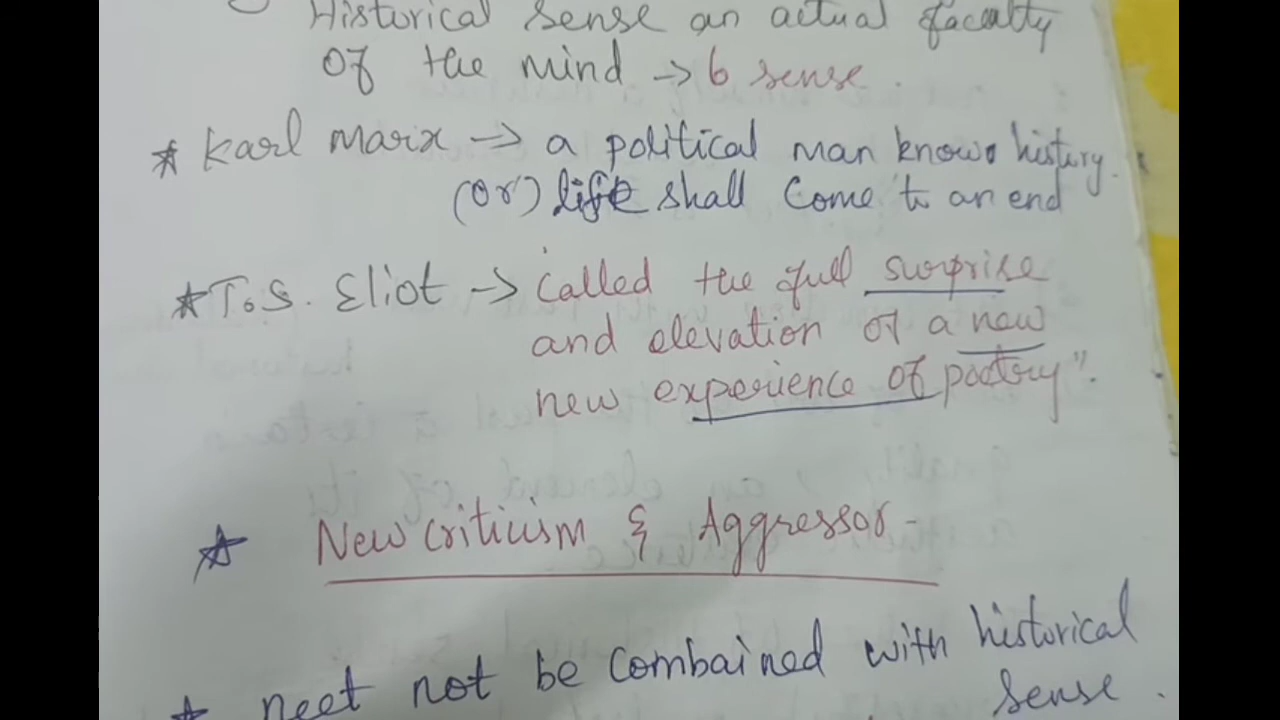 Historical sense an actual faculty
of the mind → 6 sense.
★ Karl Marx → a political man knows history.
(or) life shall come to an end
★ T.S. Eliot → called the full surprise
and elevation of a new
new experience of poetry".
★ New criticism & Aggressor -
★ neet not be combained with historical
sense.